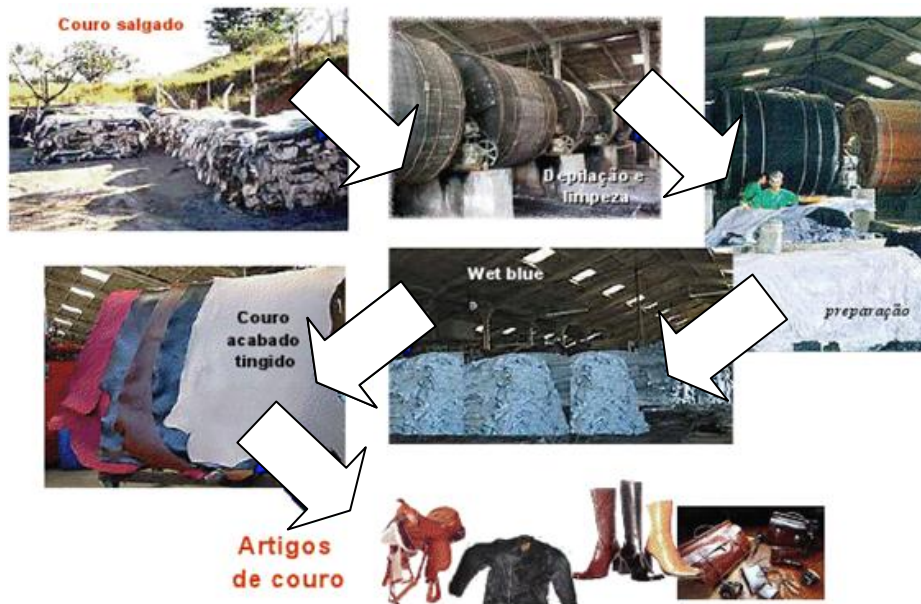 Couro salgado
Depilação e
limpeza
preparação
Wet blue
Couro
acabado
tingido
Artigos
de couro